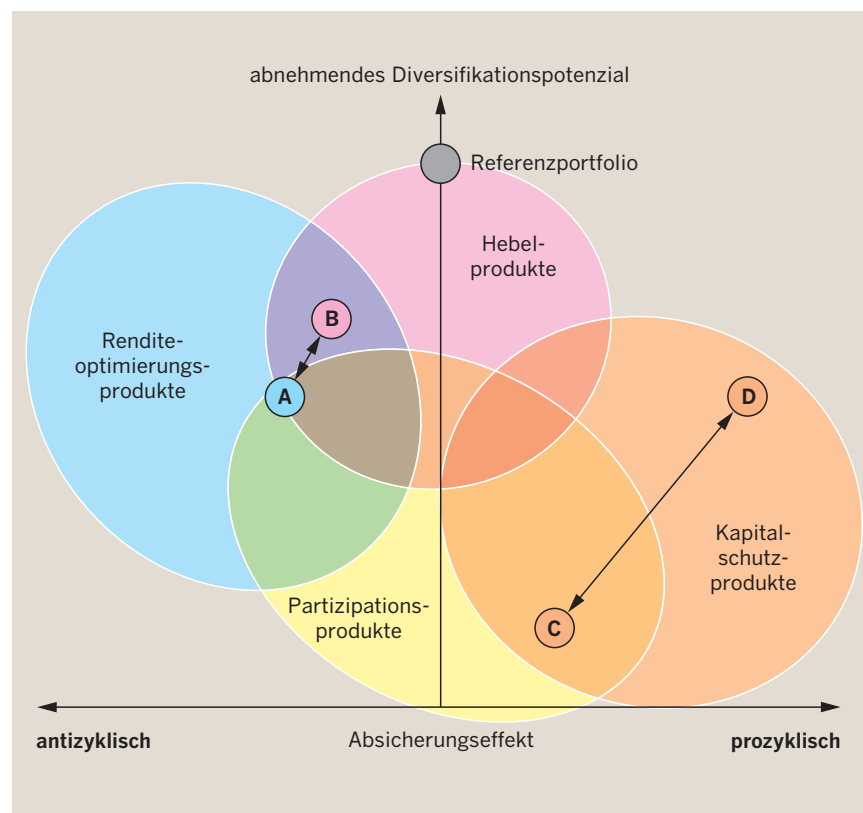 abnehmendes Diversifikationspotenzial
Referenzportfolio
Hebel-
produkte
B
Rendite-
optimierungs-
produkte
A
D
Kapital-
schutz-
produkte
Partizipations-
produkte
C
antizyklisch
Absicherungseffekt
prozyklisch